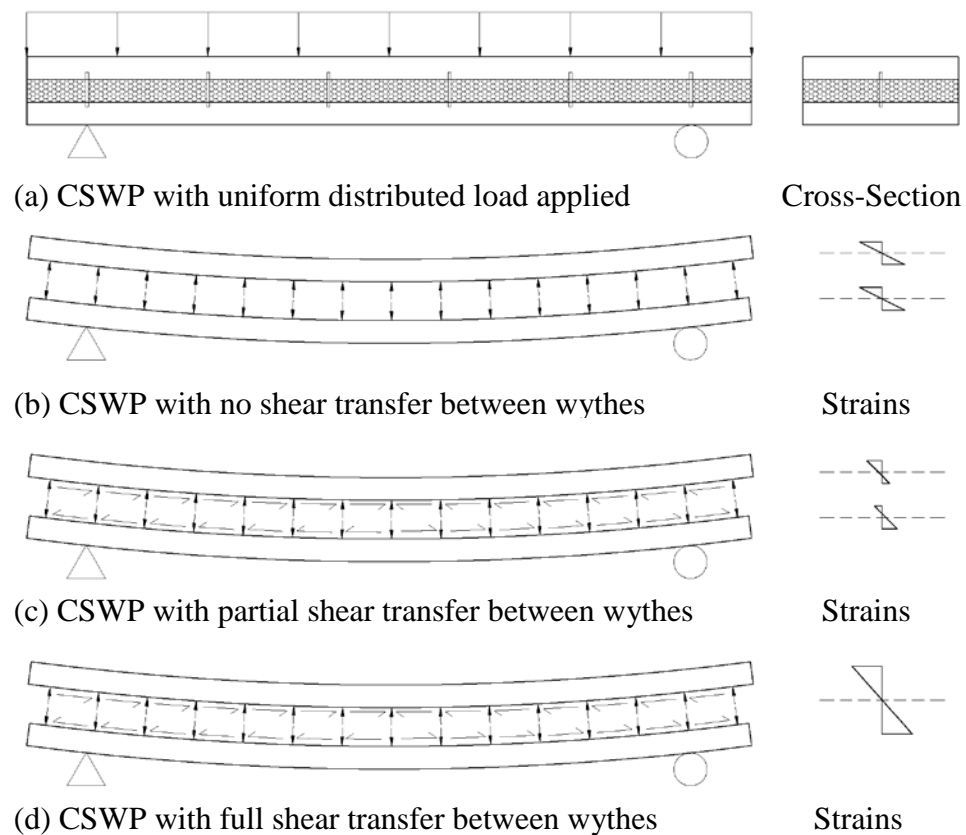 (a) CSWP with uniform distributed load applied Cross-Section
(b) CSWP with no shear transfer between wythes Strains
(c) CSWP with partial shear transfer between wythes Strains
(d) CSWP with full shear transfer between wythes Strains